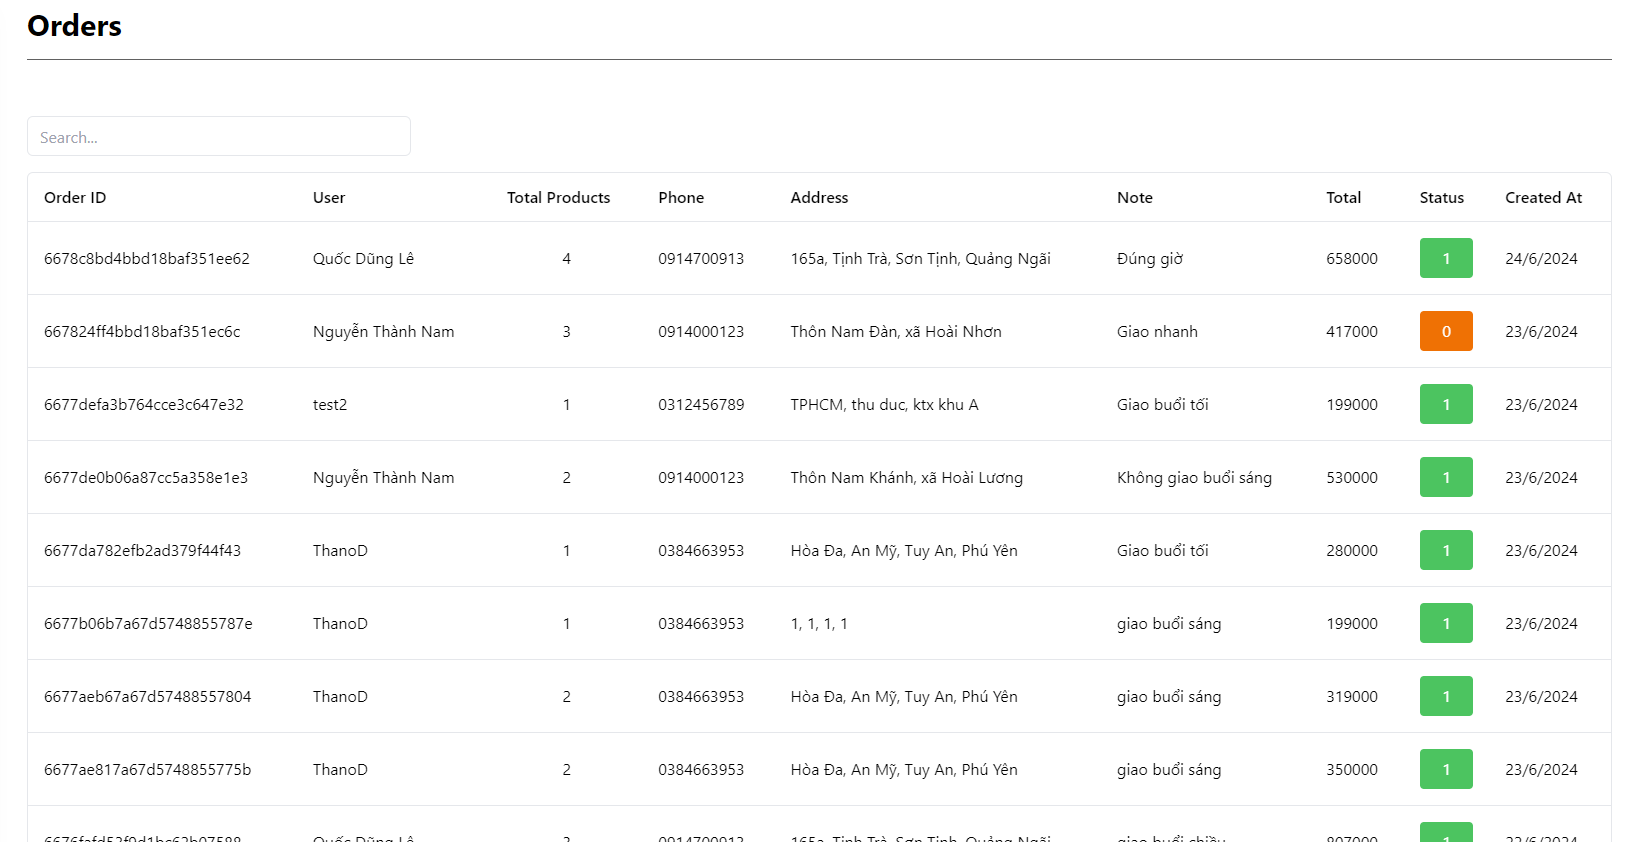 Orders
Search...
Order ID User Total Products Phone Address Note Total Status Created At
6678c8bd4bbd18baf351ee62 Quốc Dũng Lê 4 0914700913 165a, Tịnh Trà, Sơn Tịnh, Quảng Ngãi Đúng giờ 658000 1 24/6/2024
667824ff4bbd18baf351ec6c Nguyễn Thành Nam 3 0914000123 Thôn Nam Đàn, xã Hoài Nhơn Giao nhanh 417000 0 23/6/2024
6677defa3b764cce3c647e32 test2 1 0312456789 TPHCM, thu duc, ktx khu A Giao buổi tối 199000 1 23/6/2024
6677de0b06a87cc5a358e1e3 Nguyễn Thành Nam 2 0914000123 Thôn Nam Khánh, xã Hoài Lương Không giao buổi sáng 530000 1 23/6/2024
6677da782efb2ad379f44f43 ThanoD 1 0384663953 Hòa Đa, An Mỹ, Tuy An, Phú Yên Giao buổi tối 280000 1 23/6/2024
6677b06b7a67d5748855787e ThanoD 1 0384663953 1, 1, 1, 1 giao buổi sáng 199000 1 23/6/2024
6677aeb67a67d57488557804 ThanoD 2 0384663953 Hòa Đa, An Mỹ, Tuy An, Phú Yên giao buổi sáng 319000 1 23/6/2024
6677ae817a67d5748855775b ThanoD 2 0384663953 Hòa Đa, An Mỹ, Tuy An, Phú Yên giao buổi sáng 350000 1 23/6/2024
Quốc Dũng Lê 0914700913 165a, Tịnh Trà, Sơn Tịnh, Quảng Ngãi giao buổi chiều 1